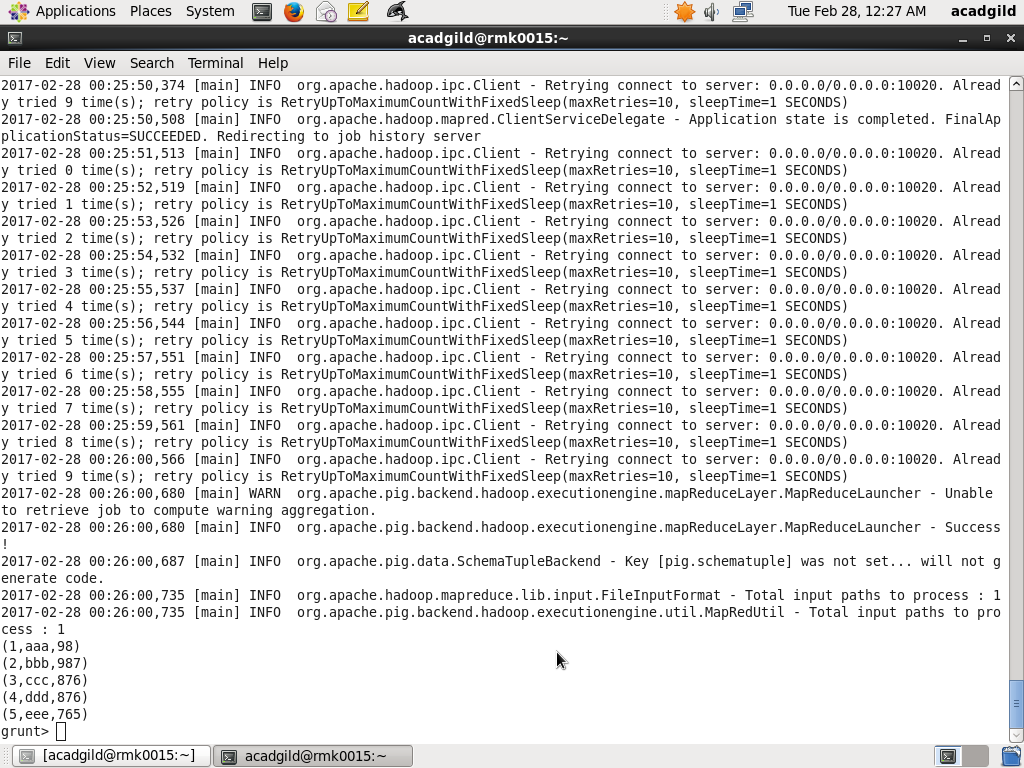 Applications Places System Tue Feb 28, 12:27 AM acadgild
acadgild@rmk0015:~
File Edit View Search Terminal Help
2017-02-28 00:25:50,374 [main] INFO  org.apache.hadoop.ipc.Client - Retrying connect to server: 0.0.0.0/0.0.0.0:10020. Alread
y tried 9 time(s); retry policy is RetryUpToMaximumCountWithFixedSleep(maxRetries=10, sleepTime=1 SECONDS)
2017-02-28 00:25:50,508 [main] INFO  org.apache.hadoop.mapred.ClientServiceDelegate - Application state is completed. FinalAp
plicationStatus=SUCCEEDED. Redirecting to job history server
2017-02-28 00:25:51,513 [main] INFO  org.apache.hadoop.ipc.Client - Retrying connect to server: 0.0.0.0/0.0.0.0:10020. Alread
y tried 0 time(s); retry policy is RetryUpToMaximumCountWithFixedSleep(maxRetries=10, sleepTime=1 SECONDS)
2017-02-28 00:25:52,519 [main] INFO  org.apache.hadoop.ipc.Client - Retrying connect to server: 0.0.0.0/0.0.0.0:10020. Alread
y tried 1 time(s); retry policy is RetryUpToMaximumCountWithFixedSleep(maxRetries=10, sleepTime=1 SECONDS)
2017-02-28 00:25:53,526 [main] INFO  org.apache.hadoop.ipc.Client - Retrying connect to server: 0.0.0.0/0.0.0.0:10020. Alread
y tried 2 time(s); retry policy is RetryUpToMaximumCountWithFixedSleep(maxRetries=10, sleepTime=1 SECONDS)
2017-02-28 00:25:54,532 [main] INFO  org.apache.hadoop.ipc.Client - Retrying connect to server: 0.0.0.0/0.0.0.0:10020. Alread
y tried 3 time(s); retry policy is RetryUpToMaximumCountWithFixedSleep(maxRetries=10, sleepTime=1 SECONDS)
2017-02-28 00:25:55,537 [main] INFO  org.apache.hadoop.ipc.Client - Retrying connect to server: 0.0.0.0/0.0.0.0:10020. Alread
y tried 4 time(s); retry policy is RetryUpToMaximumCountWithFixedSleep(maxRetries=10, sleepTime=1 SECONDS)
2017-02-28 00:25:56,544 [main] INFO  org.apache.hadoop.ipc.Client - Retrying connect to server: 0.0.0.0/0.0.0.0:10020. Alread
y tried 5 time(s); retry policy is RetryUpToMaximumCountWithFixedSleep(maxRetries=10, sleepTime=1 SECONDS)
2017-02-28 00:25:57,551 [main] INFO  org.apache.hadoop.ipc.Client - Retrying connect to server: 0.0.0.0/0.0.0.0:10020. Alread
y tried 6 time(s); retry policy is RetryUpToMaximumCountWithFixedSleep(maxRetries=10, sleepTime=1 SECONDS)
2017-02-28 00:25:58,555 [main] INFO  org.apache.hadoop.ipc.Client - Retrying connect to server: 0.0.0.0/0.0.0.0:10020. Alread
y tried 7 time(s); retry policy is RetryUpToMaximumCountWithFixedSleep(maxRetries=10, sleepTime=1 SECONDS)
2017-02-28 00:25:59,561 [main] INFO  org.apache.hadoop.ipc.Client - Retrying connect to server: 0.0.0.0/0.0.0.0:10020. Alread
y tried 8 time(s); retry policy is RetryUpToMaximumCountWithFixedSleep(maxRetries=10, sleepTime=1 SECONDS)
2017-02-28 00:26:00,566 [main] INFO  org.apache.hadoop.ipc.Client - Retrying connect to server: 0.0.0.0/0.0.0.0:10020. Alread
y tried 9 time(s); retry policy is RetryUpToMaximumCountWithFixedSleep(maxRetries=10, sleepTime=1 SECONDS)
2017-02-28 00:26:00,680 [main] WARN  org.apache.pig.backend.hadoop.executionengine.mapReduceLayer.MapReduceLauncher - Unable
to retrieve job to compute warning aggregation.
2017-02-28 00:26:00,680 [main] INFO  org.apache.pig.backend.hadoop.executionengine.mapReduceLayer.MapReduceLauncher - Success
!
2017-02-28 00:26:00,687 [main] INFO  org.apache.pig.data.SchemaTupleBackend - Key [pig.schematuple] was not set... will not g
enerate code.
2017-02-28 00:26:00,735 [main] INFO  org.apache.hadoop.mapreduce.lib.input.FileInputFormat - Total input paths to process : 1
2017-02-28 00:26:00,735 [main] INFO  org.apache.pig.backend.hadoop.executionengine.util.MapRedUtil - Total input paths to pro
cess : 1
(1,aaa,98)
(2,bbb,987)
(3,ccc,876)
(4,ddd,876)
(5,eee,765)
grunt>
[acadgild@rmk0015:~] acadgild@rmk0015:~